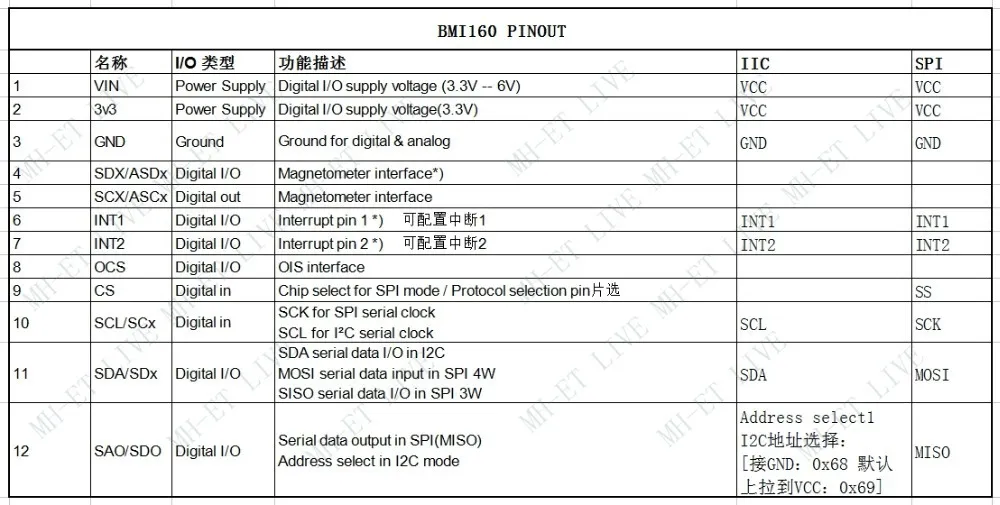 BMI160 PINOUT
名称 I/O 类型 功能描述 IIC SPI
1 VIN Power Supply Digital I/O supply voltage (3.3V -- 6V) VCC VCC
2 3v3 Power Supply Digital I/O supply voltage(3.3V) VCC VCC
3 GND Ground Ground for digital & analog GND GND
4 SDX/ASDx Digital I/O Magnetometer interface*)
5 SCX/ASCx Digital out Magnetometer interface
6 INT1 Digital I/O Interrupt pin 1 *) 可配置中断1 INT1 INT1
7 INT2 Digital I/O Interrupt pin 2 *) 可配置中断2 INT2 INT2
8 OCS Digital I/O OIS interface
9 CS Digital in Chip select for SPI mode / Protocol selection pin片选 SS
10 SCL/SCx Digital in SCK for SPI serial clock
SCL for I²C serial clock SCL SCK
11 SDA/SDx Digital I/O SDA serial data I/O in I2C
MOSI serial data input in SPI 4W
SISO serial data I/O in SPI 3W SDA MOSI
12 SAO/SDO Digital I/O Serial data output in SPI(MISO)
Address select in I2C mode
Address select1
I2C地址选择:
[接GND: 0x68 默认
上拉到VCC: 0x69]
MISO
MH-ET LIVE